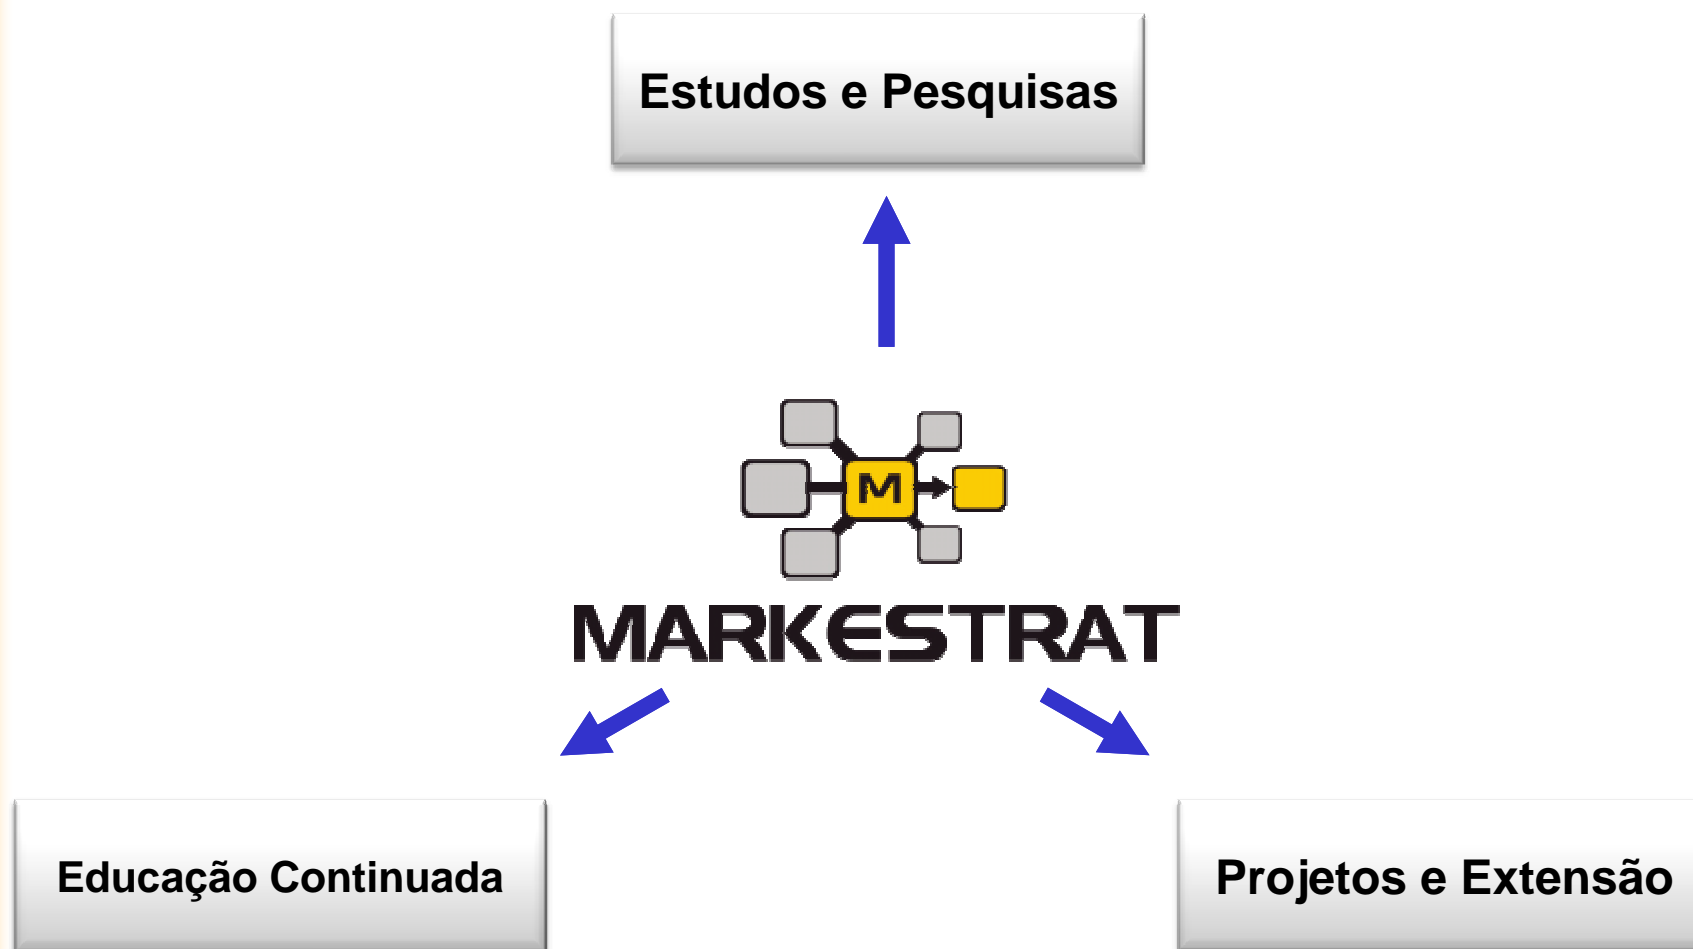 Estudos e Pesquisas
M
MARKESTRAT
Educação Continuada
Projetos e Extensão